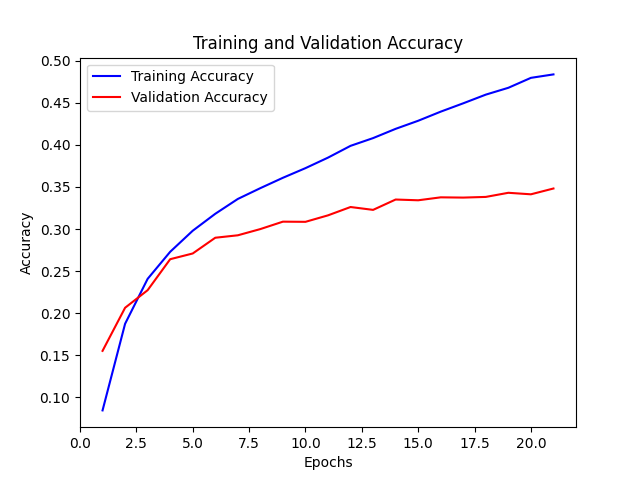 Training and Validation Accuracy
Training Accuracy
Validation Accuracy
0.50
0.45
0.40
0.35
0.30
0.25
0.20
0.15
0.10
Accuracy
0.0 2.5 5.0 7.5 10.0 12.5 15.0 17.5 20.0
Epochs